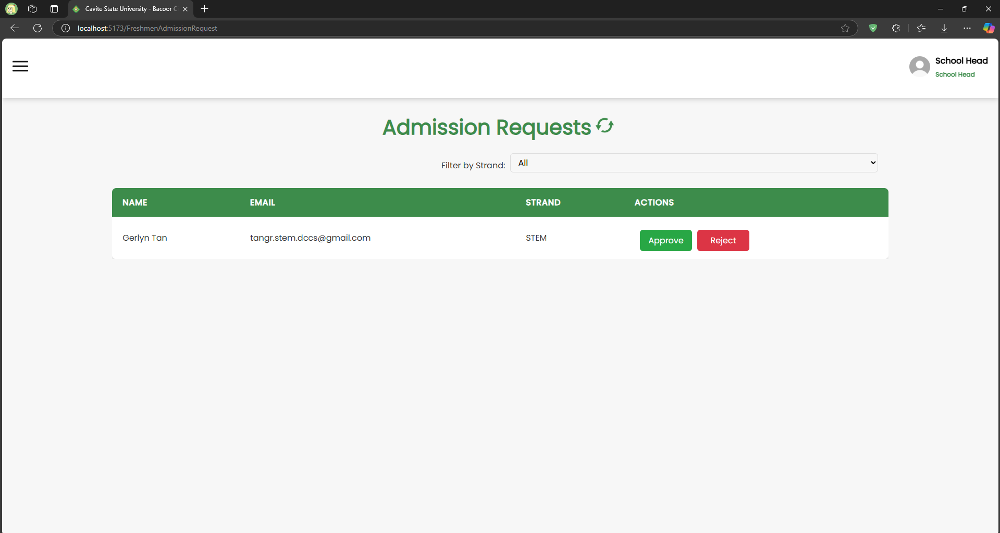 Cavite State University - Bacoor C
localhost:5173/FreshmenAdmissionRequest
School Head
School Head
Admission Requests
Filter by Strand: All
NAME EMAIL STRAND ACTIONS
Gerlyn Tan tangr.stem.dccs@gmail.com STEM Approve Reject